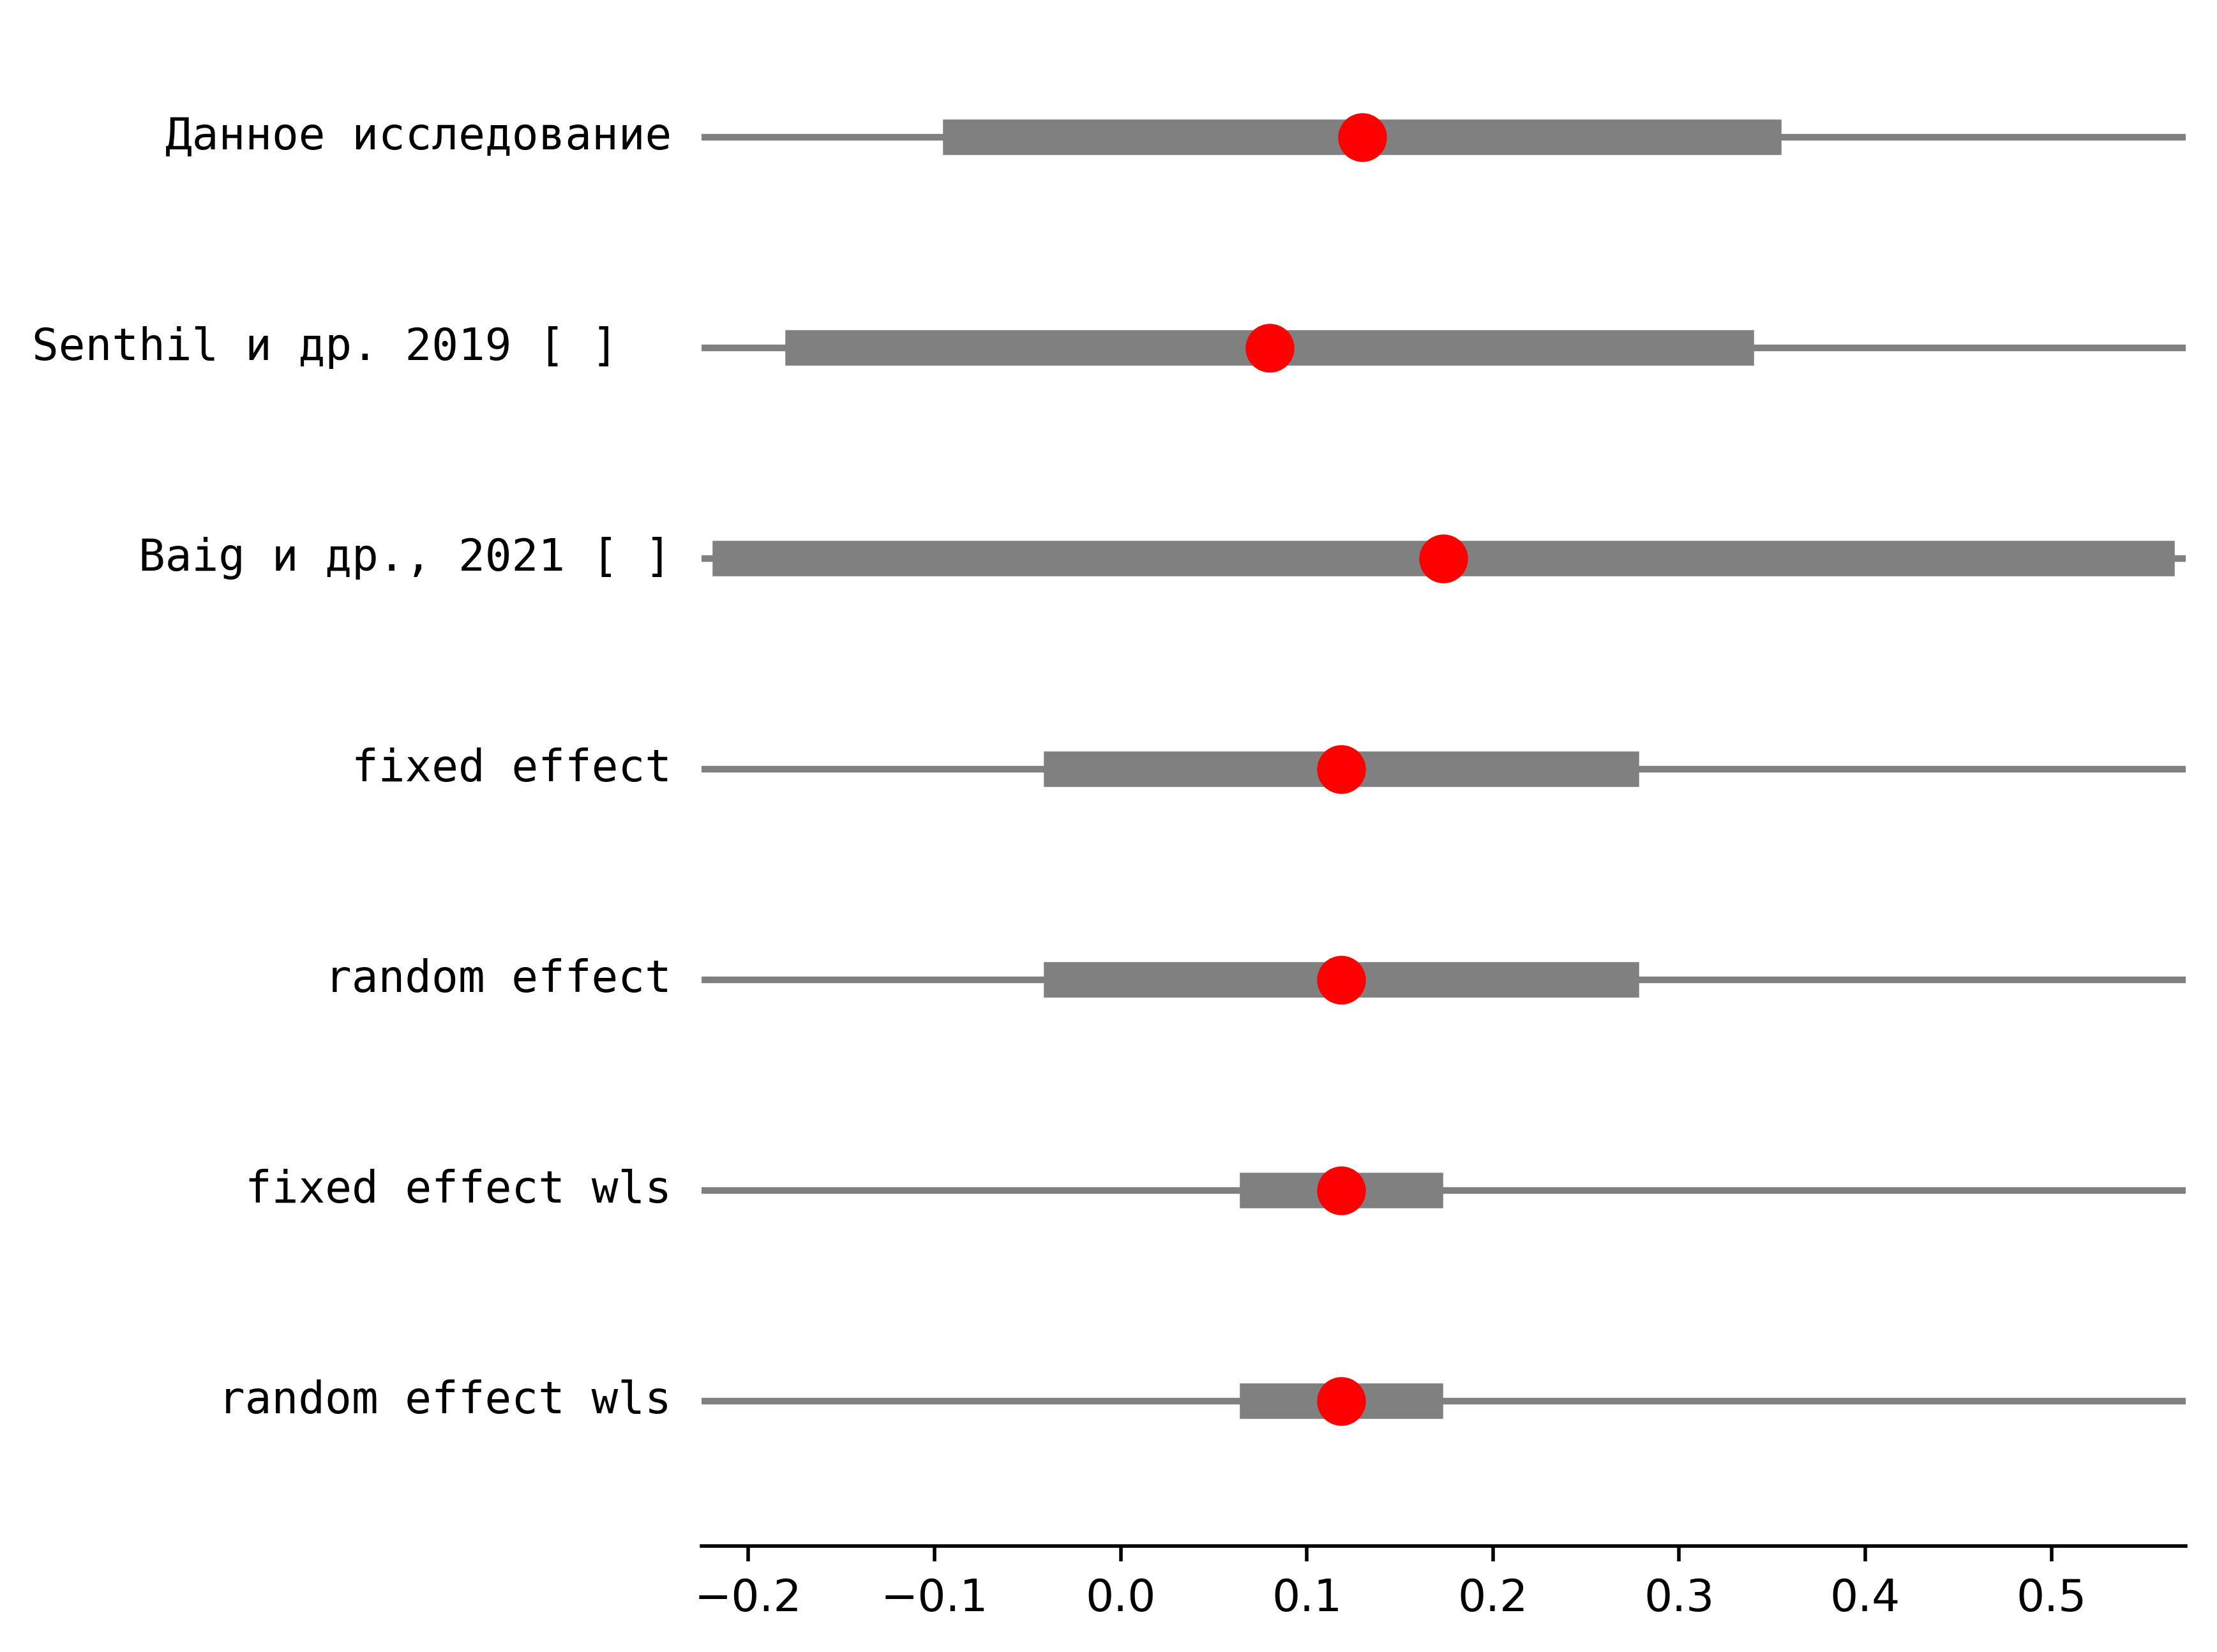 Данное исследование
Senthil и др. 2019 [ ]
Baig и др., 2021 [ ]
fixed effect
random effect
fixed effect wls
random effect wls
−0.2 −0.1 0.0 0.1 0.2 0.3 0.4 0.5